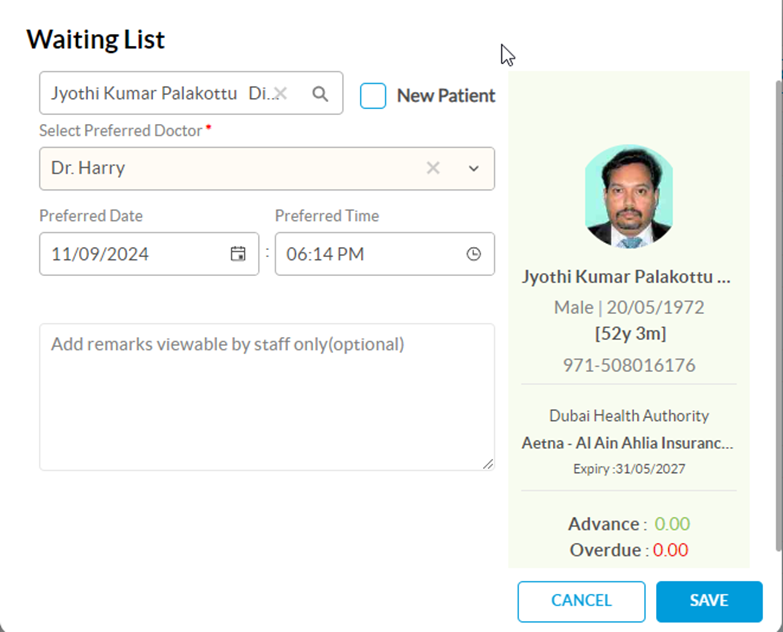 Waiting List
Jyothi Kumar Palakottu Di...
New Patient
Select Preferred Doctor *
Dr. Harry
Preferred Date
Preferred Time
11/09/2024
:
06:14 PM
Add remarks viewable by staff only(optional)
Jyothi Kumar Palakottu ...
Male | 20/05/1972
[52y 3m]
971-508016176
Dubai Health Authority
Aetna - Al Ain Ahlia Insuranc...
Expiry :31/05/2027
Advance : 0.00
Overdue : 0.00
CANCEL
SAVE